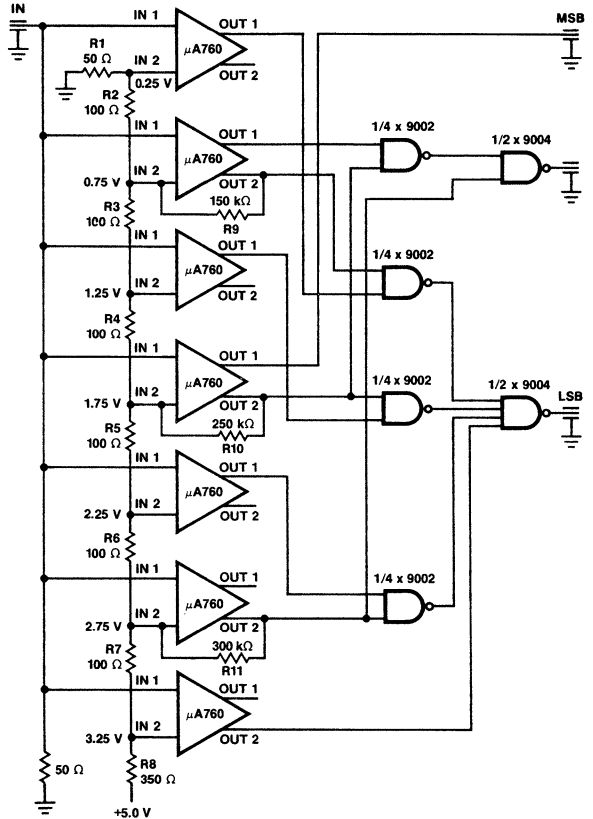 IN
IN 1
OUT 1
MSB
R1
50 Ω
μA760
IN 2
OUT 2
0.25 V
R2
100 Ω
IN 1
OUT 1
1/4 x 9002
1/2 x 9004
μA760
IN 2
OUT 2
0.75 V
150 kΩ
R9
R3
100 Ω
IN 1
OUT 1
1/4 x 9002
μA760
IN 2
OUT 2
1.25 V
R4
100 Ω
IN 1
OUT 1
1/4 x 9002
1/2 x 9004
LSB
μA760
IN 2
OUT 2
1.75 V
250 kΩ
R10
R5
100 Ω
IN 1
OUT 1
μA760
IN 2
OUT 2
2.25 V
R6
100 Ω
IN 1
OUT 1
1/4 x 9002
μA760
IN 2
OUT 2
2.75 V
300 kΩ
R11
R7
100 Ω
IN 1
OUT 1
μA760
IN 2
OUT 2
3.25 V
50 Ω
R8
350 Ω
+5.0 V